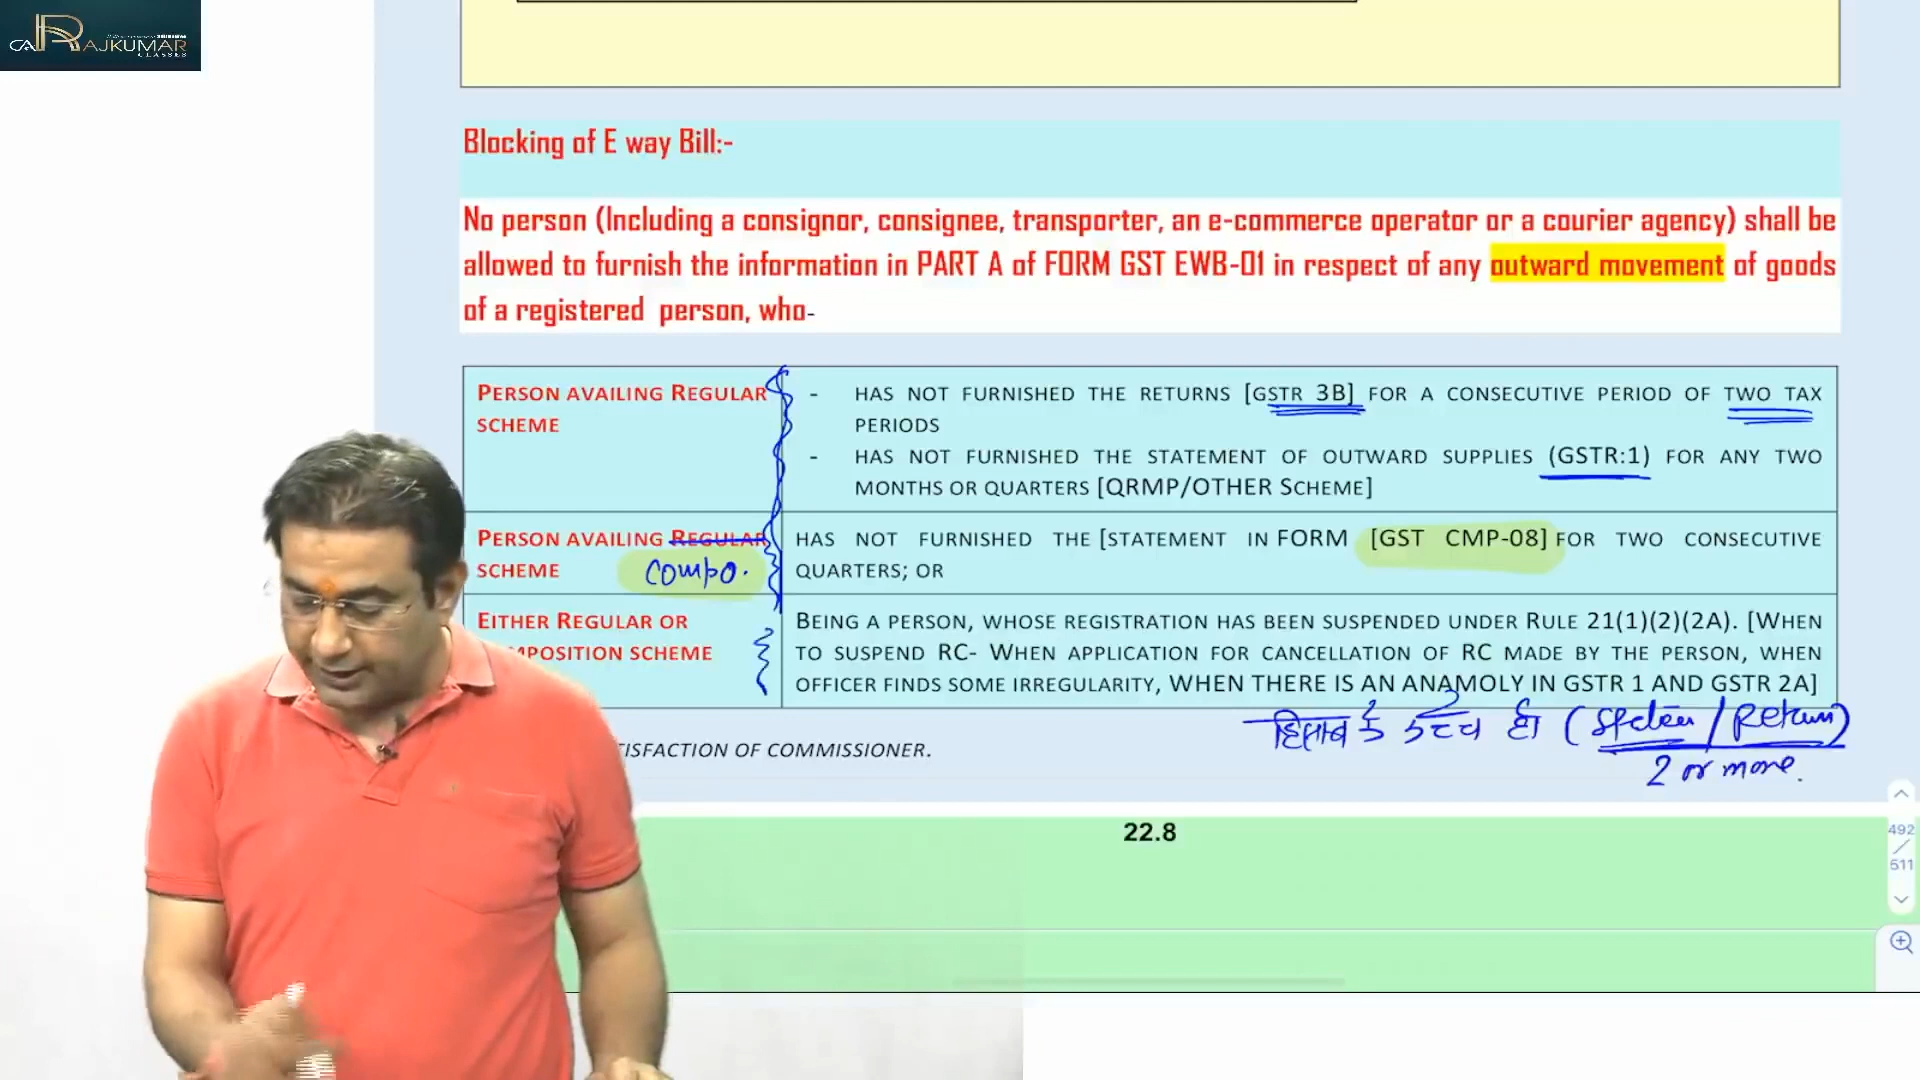 CA RAJKUMAR
CLASSES
Blocking of E way Bill:-
No person (Including a consignor, consignee, transporter, an e-commerce operator or a courier agency) shall be
allowed to furnish the information in PART A of FORM GST EWB-01 in respect of any outward movement of goods
of a registered person, who-
PERSON AVAILING REGULAR
SCHEME
- HAS NOT FURNISHED THE RETURNS [GSTR 3B] FOR A CONSECUTIVE PERIOD OF TWO TAX
PERIODS
- HAS NOT FURNISHED THE STATEMENT OF OUTWARD SUPPLIES (GSTR:1) FOR ANY TWO
MONTHS OR QUARTERS [QRMP/OTHER SCHEME]
PERSON AVAILING REGULAR
SCHEME compo.
HAS NOT FURNISHED THE [STATEMENT IN FORM [GST CMP-08] FOR TWO CONSECUTIVE
QUARTERS; OR
EITHER REGULAR OR
MPOSITION SCHEME
BEING A PERSON, WHOSE REGISTRATION HAS BEEN SUSPENDED UNDER RULE 21(1)(2)(2A). [WHEN
TO SUSPEND RC- WHEN APPLICATION FOR CANCELLATION OF RC MADE BY THE PERSON, WHEN
OFFICER FINDS SOME IRREGULARITY, WHEN THERE IS AN ANAMOLY IN GSTR 1 AND GSTR 2A]
हिसाब के (/ Return)
2 or more.
TISFACTION OF COMMISSIONER.
22.8
492
/
511